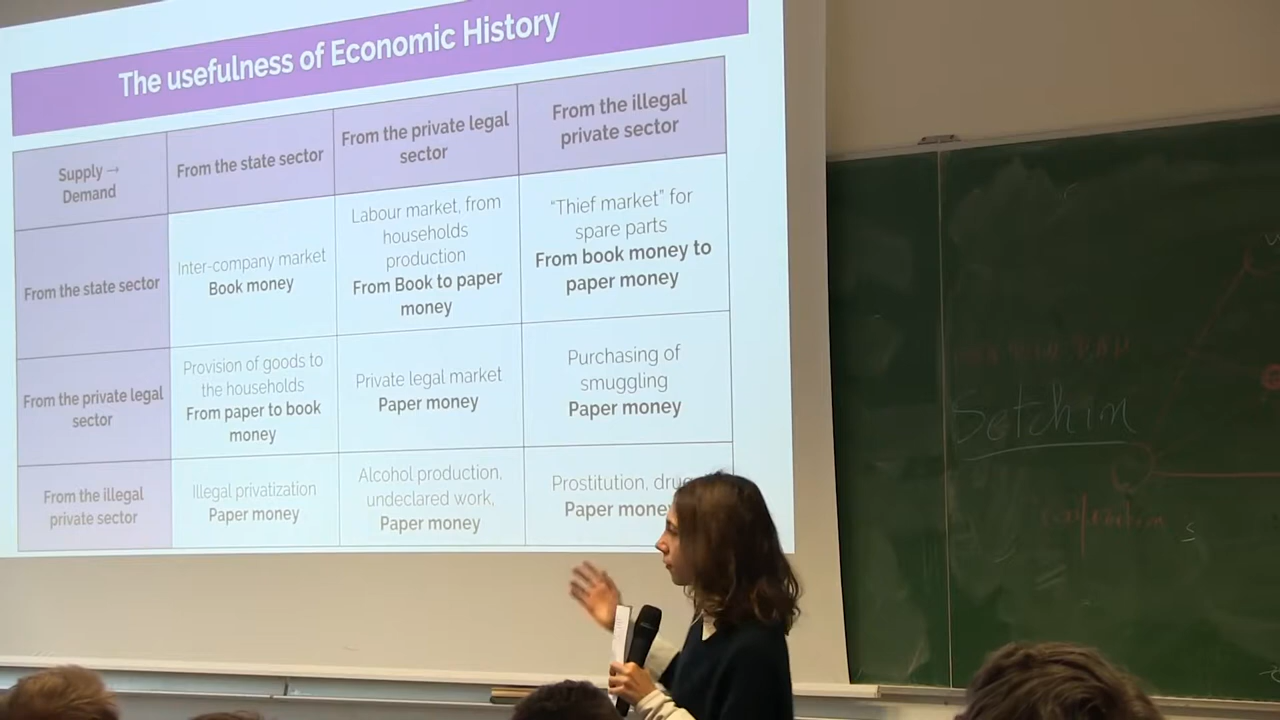 The usefulness of Economic History
Supply →
Demand
From the state sector
From the private legal
sector
From the illegal
private sector
From the state sector
Inter-company market
Book money
Labour market, from
households
production
From Book to paper
money
"Thief market" for
spare parts
From book money to
paper money
From the private legal
sector
Provision of goods to
the households
From paper to book
money
Private legal market
Paper money
Purchasing of
smuggling
Paper money
From the illegal
private sector
Illegal privatization
Paper money
Alcohol production,
undeclared work,
Paper money
Prostitution,
Paper
Setchim